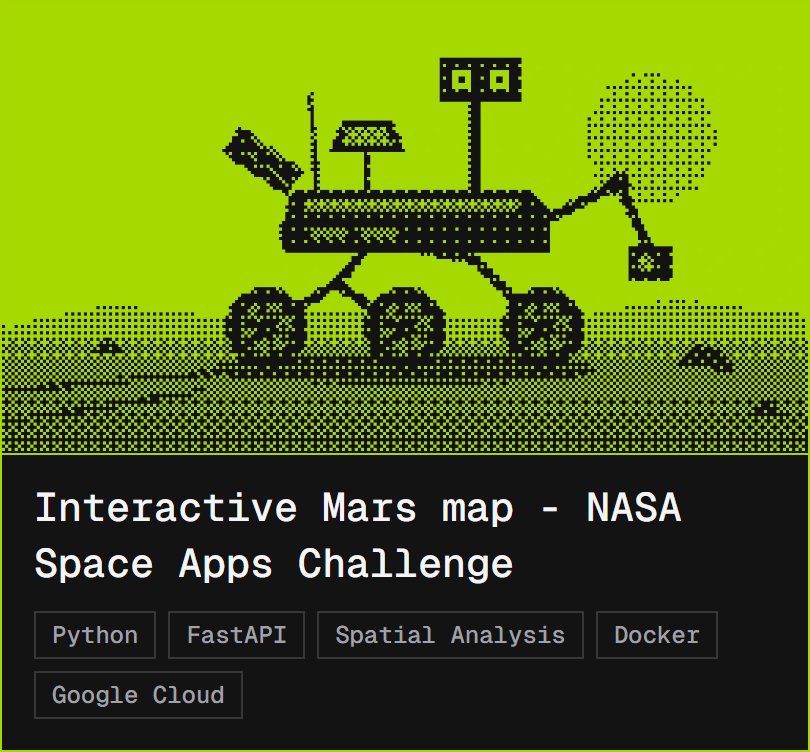 Interactive Mars map - NASA
Space Apps Challenge
Python FastAPI Spatial Analysis Docker
Google Cloud